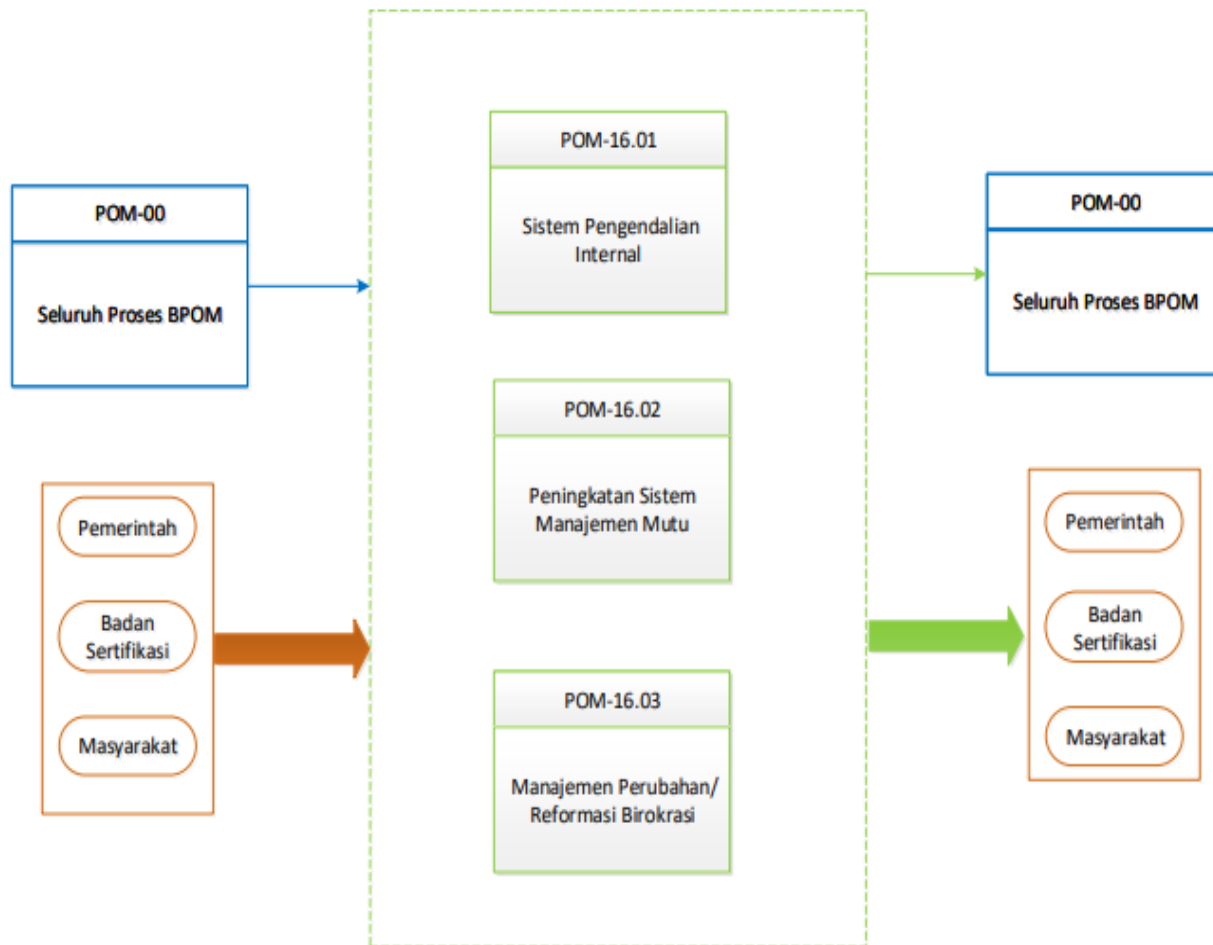 POM-00
Seluruh Proses BPOM
Pemerintah
Badan
Sertifikasi
Masyarakat
POM-16.01
Sistem Pengendalian
Internal
POM-16.02
Peningkatan Sistem
Manajemen Mutu
POM-16.03
Manajemen Perubahan/
Reformasi Birokrasi
POM-00
Seluruh Proses BPOM
Pemerintah
Badan
Sertifikasi
Masyarakat